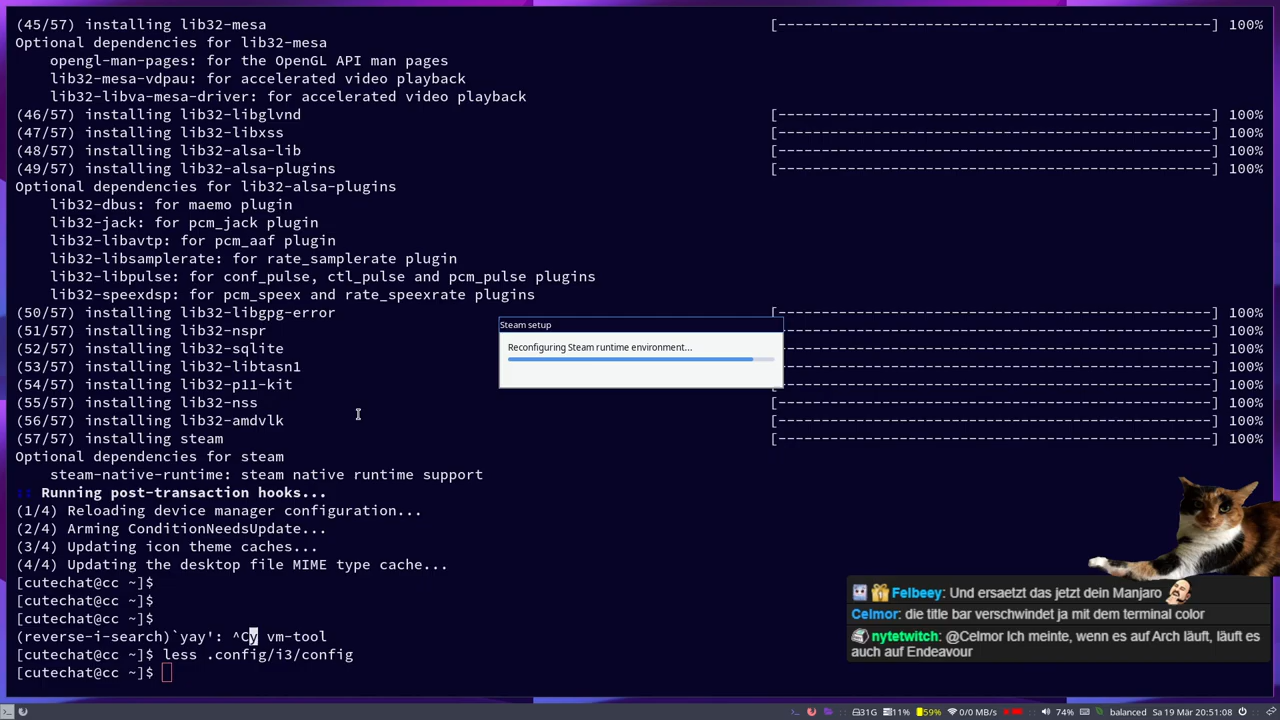 (45/57) installing lib32-mesa [----------------------------------------------------] 100%
Optional dependencies for lib32-mesa
opengl-man-pages: for the OpenGL API man pages
lib32-mesa-vdpau: for accelerated video playback
lib32-libva-mesa-driver: for accelerated video playback
(46/57) installing lib32-libglvnd [----------------------------------------------------] 100%
(47/57) installing lib32-libxss [----------------------------------------------------] 100%
(48/57) installing lib32-alsa-lib [----------------------------------------------------] 100%
(49/57) installing lib32-alsa-plugins [----------------------------------------------------] 100%
Optional dependencies for lib32-alsa-plugins
lib32-dbus: for maemo plugin
lib32-jack: for pcm_jack plugin
lib32-libavtp: for pcm_aaf plugin
lib32-libsamplerate: for rate_samplerate plugin
lib32-libpulse: for conf_pulse, ctl_pulse and pcm_pulse plugins
lib32-speexdsp: for pcm_speex and rate_speexrate plugins
(50/57) installing lib32-libgpg-error [----------------------------------------------------] 100%
(51/57) installing lib32-nspr ----------------------------------------------------] 100%
(52/57) installing lib32-sqlite ----------------------------------------------------] 100%
(53/57) installing lib32-libtasn1 ----------------------------------------------------] 100%
(54/57) installing lib32-p11-kit ----------------------------------------------------] 100%
(55/57) installing lib32-nss [----------------------------------------------------] 100%
(56/57) installing lib32-amdvlk [----------------------------------------------------] 100%
(57/57) installing steam [----------------------------------------------------] 100%
Optional dependencies for steam
steam-native-runtime: steam native runtime support
:: Running post-transaction hooks...
(1/4) Reloading device manager configuration...
(2/4) Arming ConditionNeedsUpdate...
(3/4) Updating icon theme caches...
(4/4) Updating the desktop file MIME type cache...
[cutechat@cc ~]$
[cutechat@cc ~]$
[cutechat@cc ~]$
(reverse-i-search)`yay': ^Cy vm-tool
[cutechat@cc ~]$ less .config/i3/config
[cutechat@cc ~]$
Steam setup
Reconfiguring Steam runtime environment...
Felbeey: Und ersaetzt das jetzt dein Manjaro
Celmor: die title bar verschwindet ja mit dem terminal color
nytetwitch: @Celmor Ich meinte, wenn es auf Arch läuft, läuft es
auch auf Endeavour
31G 11% 59% 0/0 MB/s 74% balanced Sa 19 Mär 20:51:08